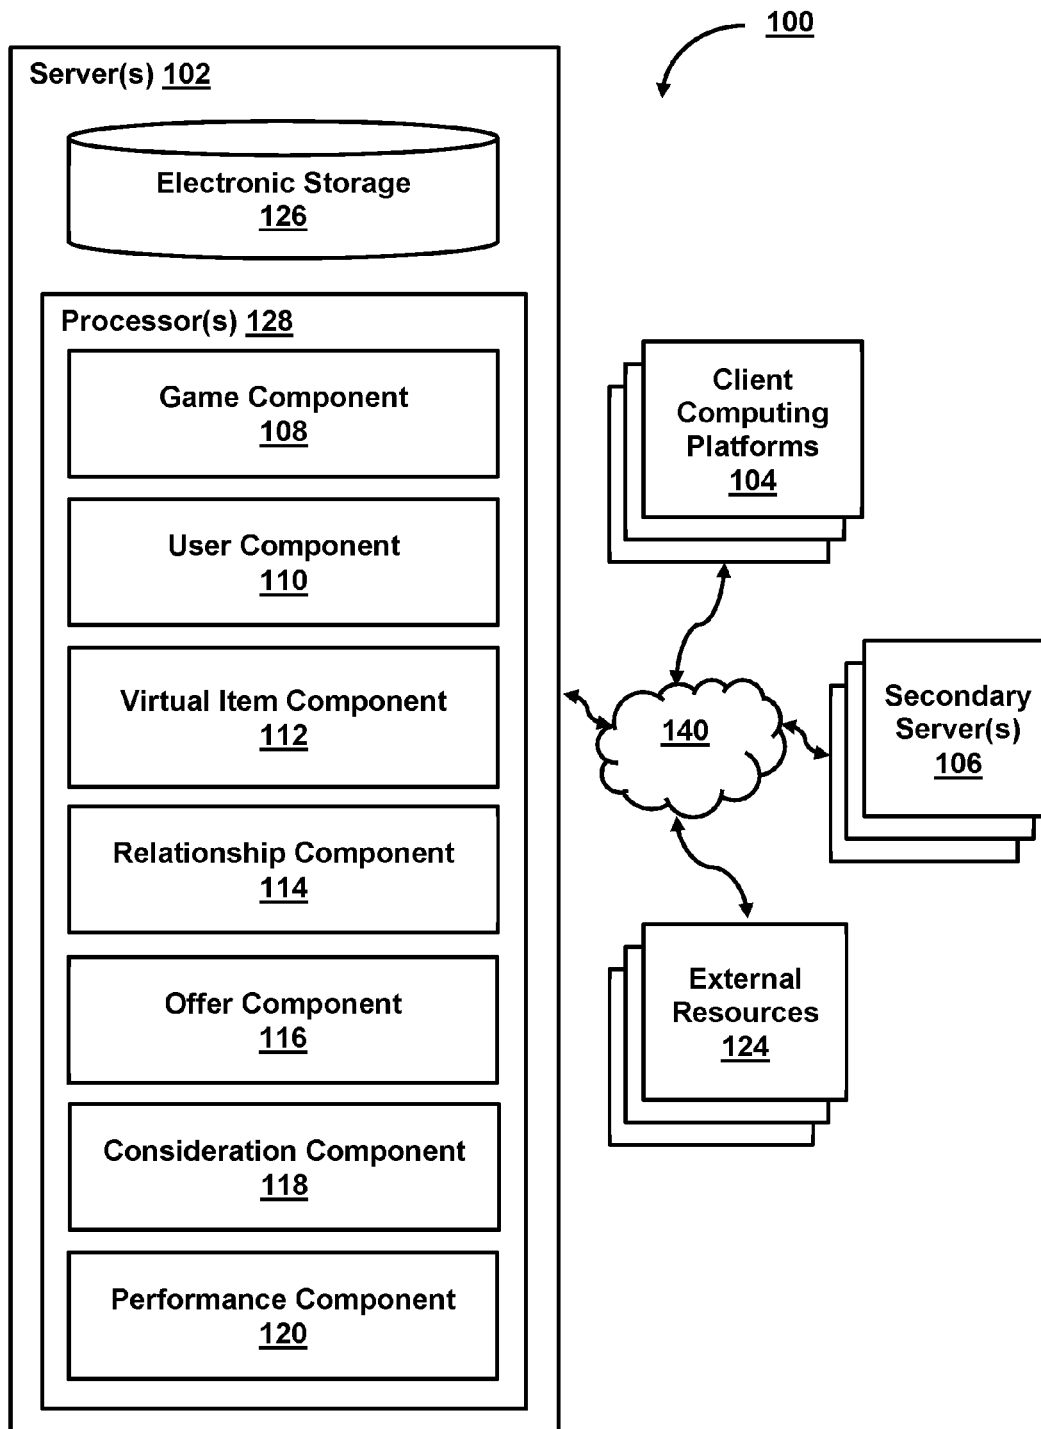 100
Server(s) 102
Electronic Storage
126
Processor(s) 128
Game Component
108
User Component
110
Virtual Item Component
112
Relationship Component
114
Offer Component
116
Consideration Component
118
Performance Component
120
Client
Computing
Platforms
104
140
Secondary
Server(s)
106
External
Resources
124